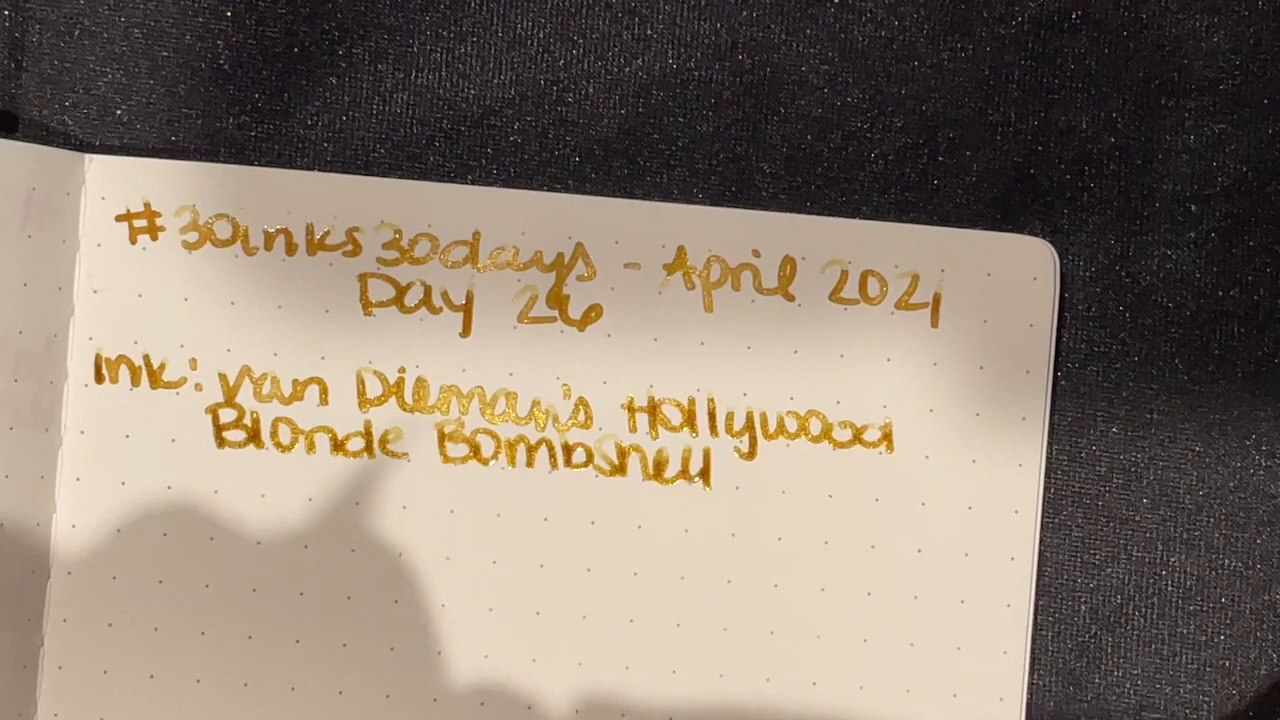 #30inks30days - April 2021
Day 26
Ink: Van Dieman's Hollywood
Blonde Bombshell